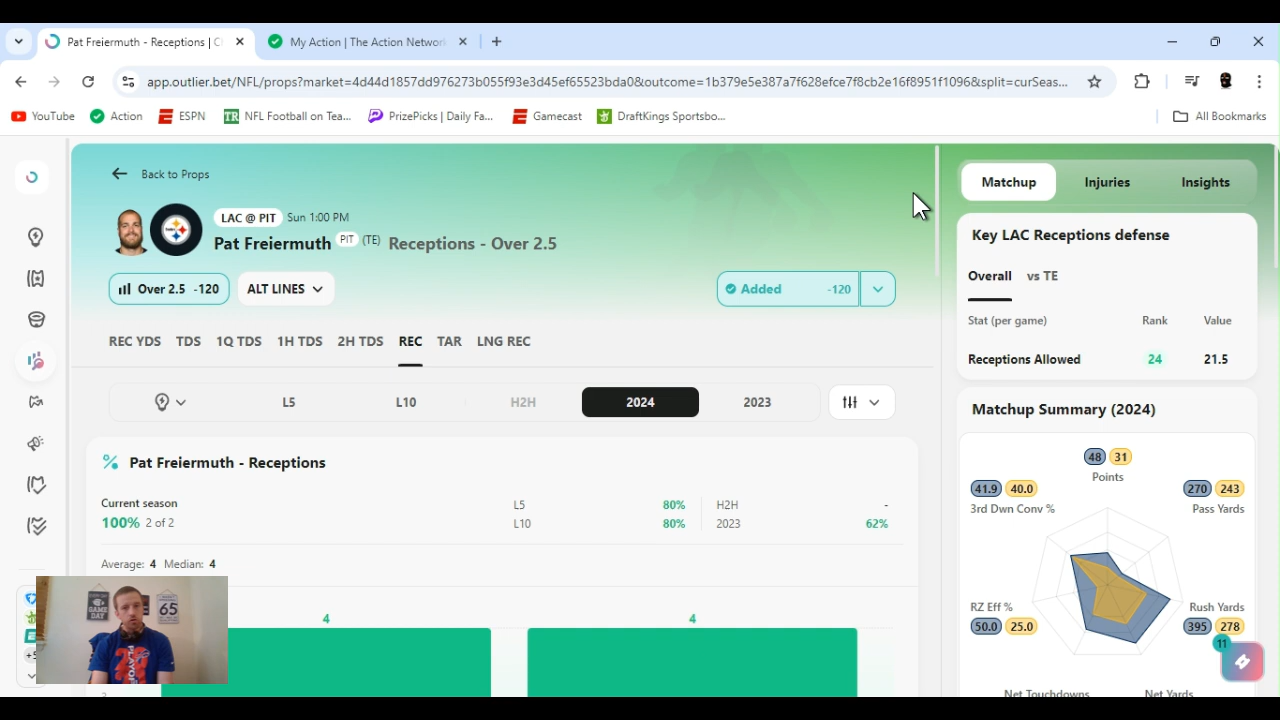 Pat Freiermuth - Receptions | C
My Action | The Action Networ
app.outlier.bet/NFL/props?market=4d44d1857dd976273b055f93e3d45ef65523bda0&outcome=1b379e5e387a7f628efce7f8cb2e16f8951f1096&split=curSeas...
YouTube
Action
ESPN
NFL Football on Tea...
PrizePicks | Daily Fa...
Gamecast
DraftKings Sportsbo...
All Bookmarks
Back to Props
LAC @ PIT Sun 1:00 PM
Pat Freiermuth PIT (TE) Receptions - Over 2.5
Over 2.5 -120
ALT LINES
Added -120
REC YDS TDS 1Q TDS 1H TDS 2H TDS REC TAR LNG REC
L5 L10 H2H 2024 2023
Pat Freiermuth - Receptions
Current season
100% 2 of 2
L5 80% H2H -
L10 80% 2023 62%
Average: 4 Median: 4
4 4
GAME DAY
65
PLAYOF
Matchup Injuries Insights
Key LAC Receptions defense
Overall vs TE
Stat (per game) Rank Value
Receptions Allowed 24 21.5
Matchup Summary (2024)
48 31
Points
41.9 40.0
3rd Dwn Conv %
270 243
Pass Yards
RZ Eff %
50.0 25.0
Rush Yards
395 278
11
Net Touchdowns Net Yards